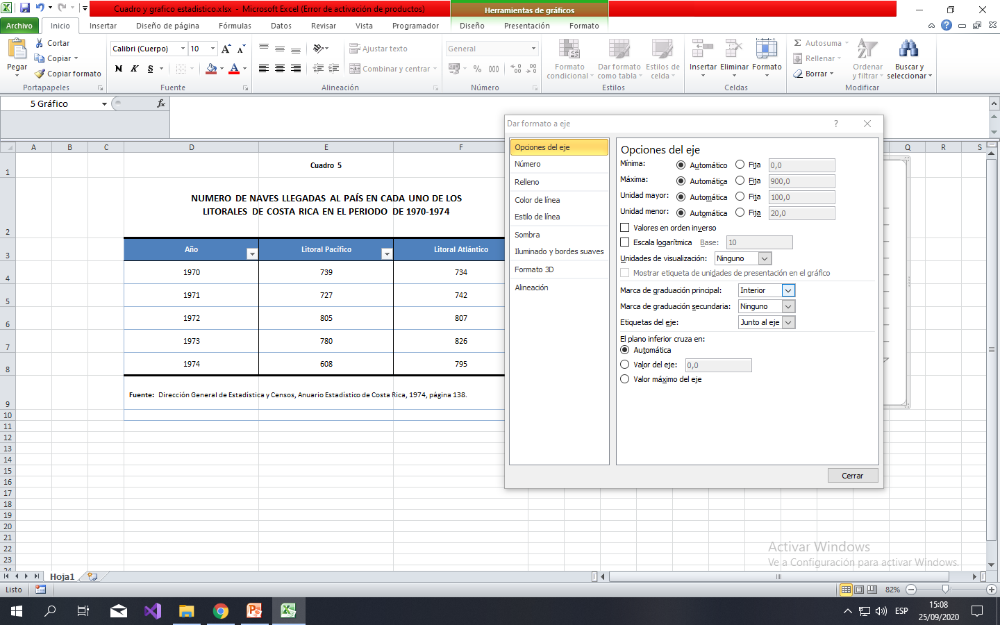 Cuadro y grafico estadistico.xlsx - Microsoft Excel (Error de activación de productos)
Herramientas de gráficos
Archivo Inicio Insertar Diseño de página Fórmulas Datos Revisar Vista Programador Diseño Presentación Formato
Pegar
Cortar
Copiar
Copiar formato
Portapapeles
Calibri (Cuerpo) 10
N K S
Fuente
Ajustar texto
Combinar y centrar
Alineación
General
% 000
Número
Formato condicional
Dar formato como tabla
Estilos de celda
Estilos
Insertar Eliminar Formato
Celdas
Autosuma
Rellenar
Borrar
Ordenar y filtrar
Buscar y seleccionar
Modificar
5 Gráfico fx
A B C D E F Q R S
1 Cuadro 5
2 NUMERO DE NAVES LLEGADAS AL PAÍS EN CADA UNO DE LOS
LITORALES DE COSTA RICA EN EL PERIODO DE 1970-1974
3 Año Litoral Pacífico Litoral Atlántico
4 1970 739 734
5 1971 727 742
6 1972 805 807
7 1973 780 826
8 1974 608 795
9 Fuente: Dirección General de Estadística y Censos, Anuario Estadístico de Costa Rica, 1974, página 138.
10
11
12
13
14
15
16
17
18
19
20
21
22
23
24
Dar formato a eje ?
Opciones del eje
Número
Relleno
Color de línea
Estilo de línea
Sombra
Iluminado y bordes suaves
Formato 3D
Alineación
Opciones del eje
Mínima: Automático Fija 0,0
Máxima: Automática Fija 900,0
Unidad mayor: Automática Fija 100,0
Unidad menor: Automática Fija 20,0
Valores en orden inverso
Escala logarítmica Base: 10
Unidades de visualización: Ninguno
Mostrar etiqueta de unidades de presentación en el gráfico
Marca de graduación principal: Interior
Marca de graduación secundaria: Ninguno
Etiquetas del eje: Junto al eje
El plano inferior cruza en:
Automática
Valor del eje: 0,0
Valor máximo del eje
Cerrar
Activar Windows
Ve a Configuración para activar Windows.
Hoja1
Listo 82%
ESP
15:08
25/09/2020